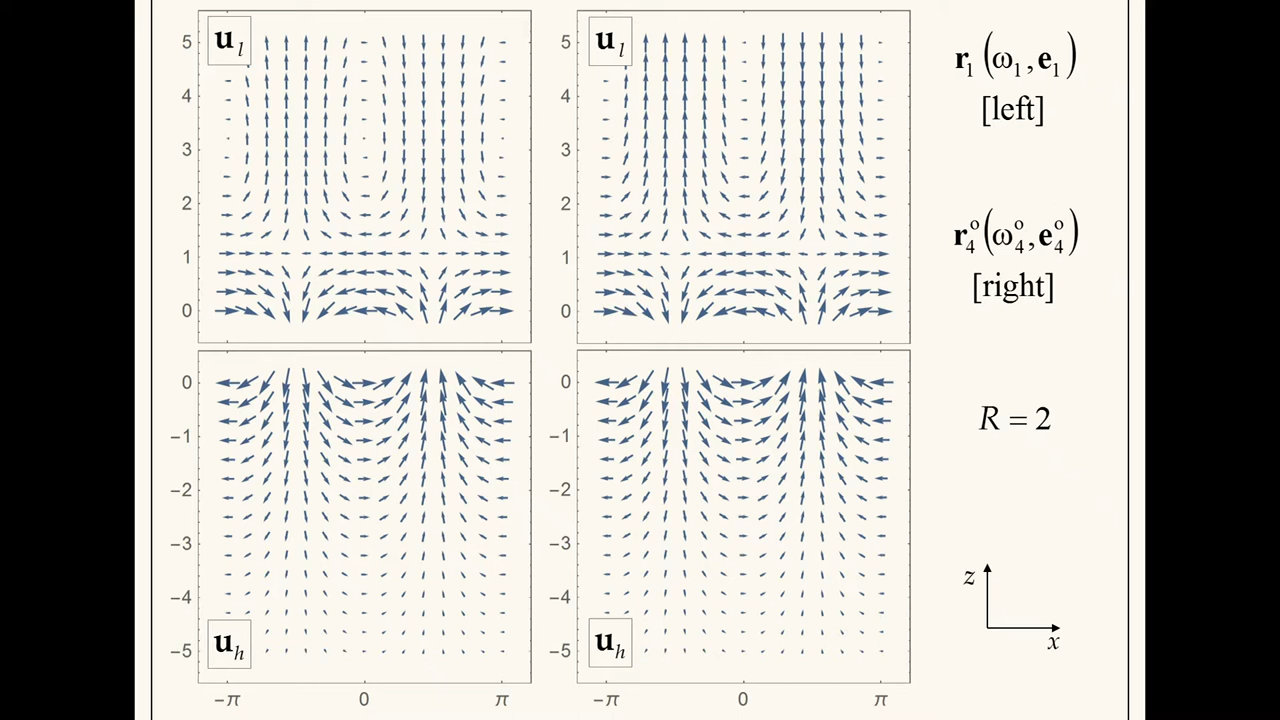 u_l
u_l
5
4
3
2
1
0
5
4
3
2
1
0
r₁ (ω₁, e₁)
[left]
r₄° (ω₄°, e₄°)
[right]
0
−1
−2
−3
−4
−5
0
−1
−2
−3
−4
−5
u_h
u_h
R = 2
z
x
−π 0 π
−π 0 π